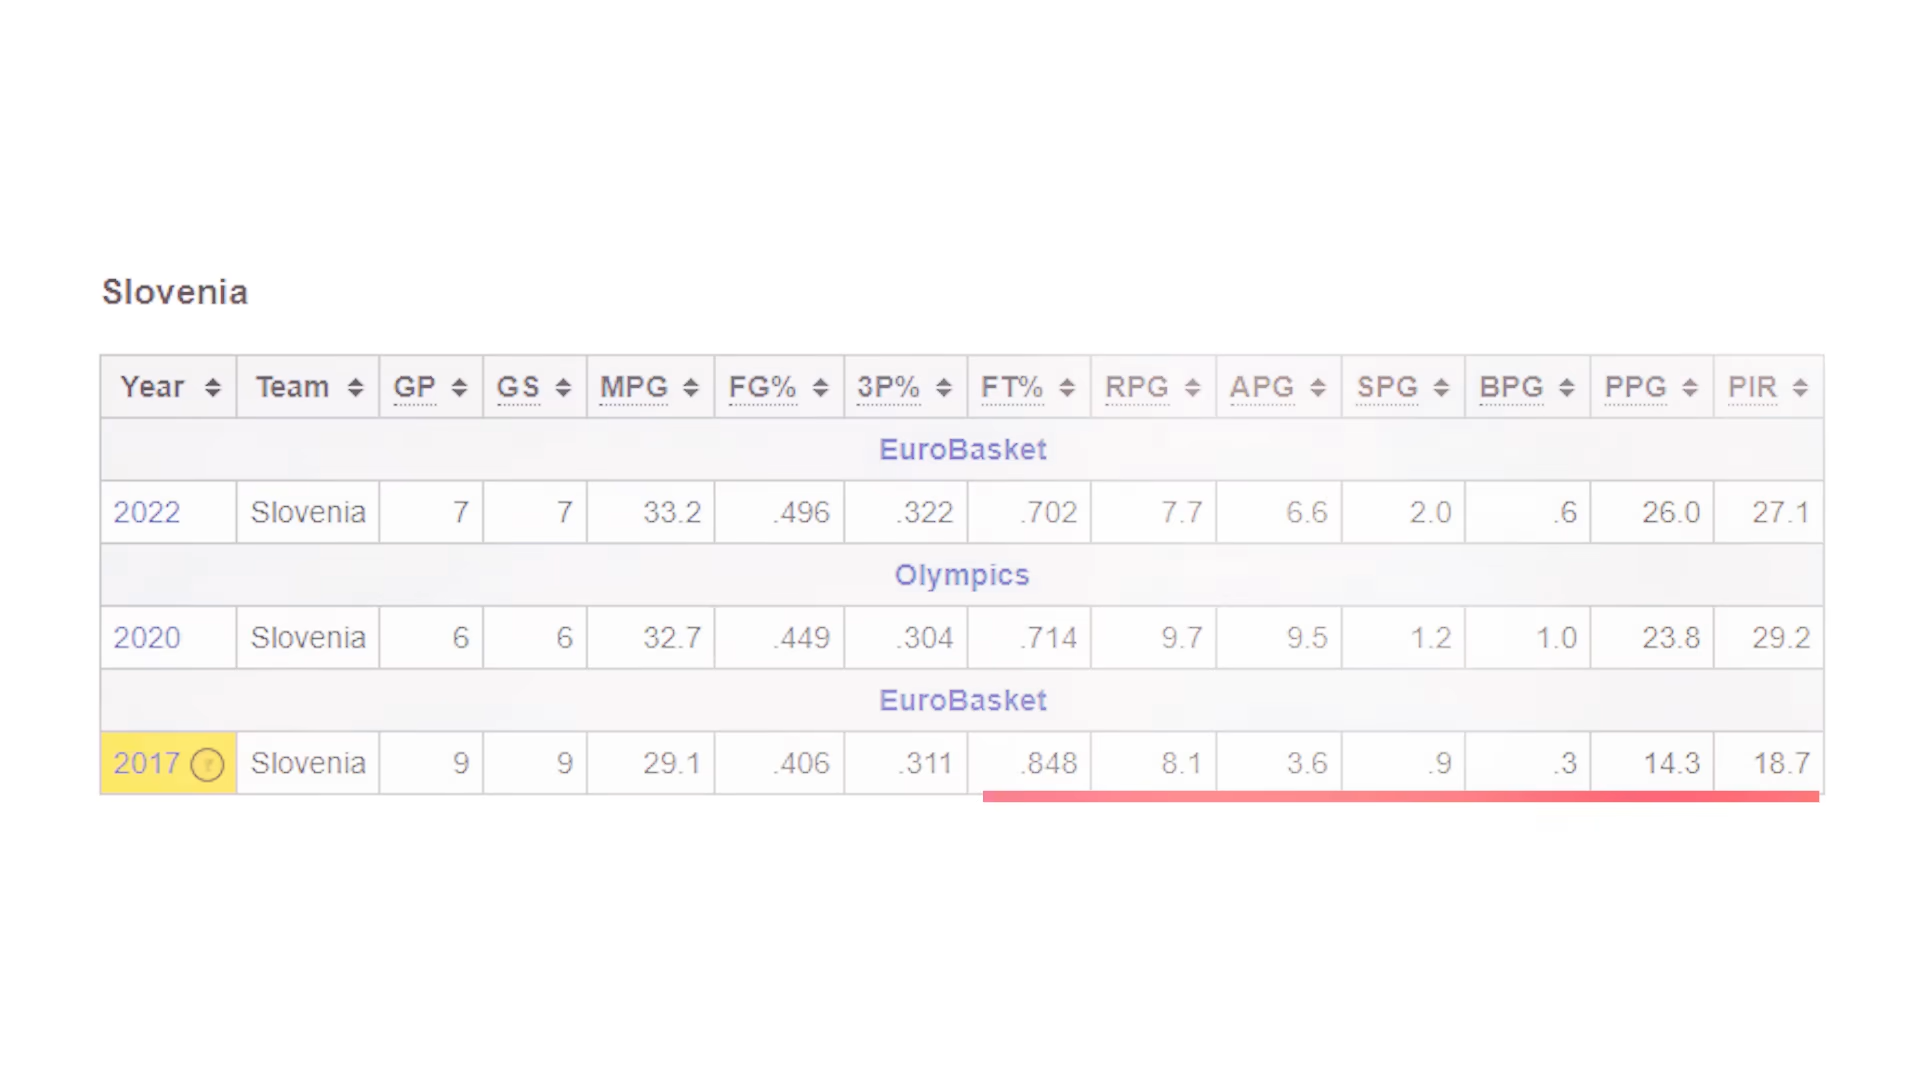 Slovenia
Year Team GP GS MPG FG% 3P% FT% RPG APG SPG BPG PPG PIR
EuroBasket
2022 Slovenia 7 7 33.2 .496 .322 .702 7.7 6.6 2.0 .6 26.0 27.1
Olympics
2020 Slovenia 6 6 32.7 .449 .304 .714 9.7 9.5 1.2 1.0 23.8 29.2
EuroBasket
2017 Slovenia 9 9 29.1 .406 .311 .848 8.1 3.6 .9 .3 14.3 18.7